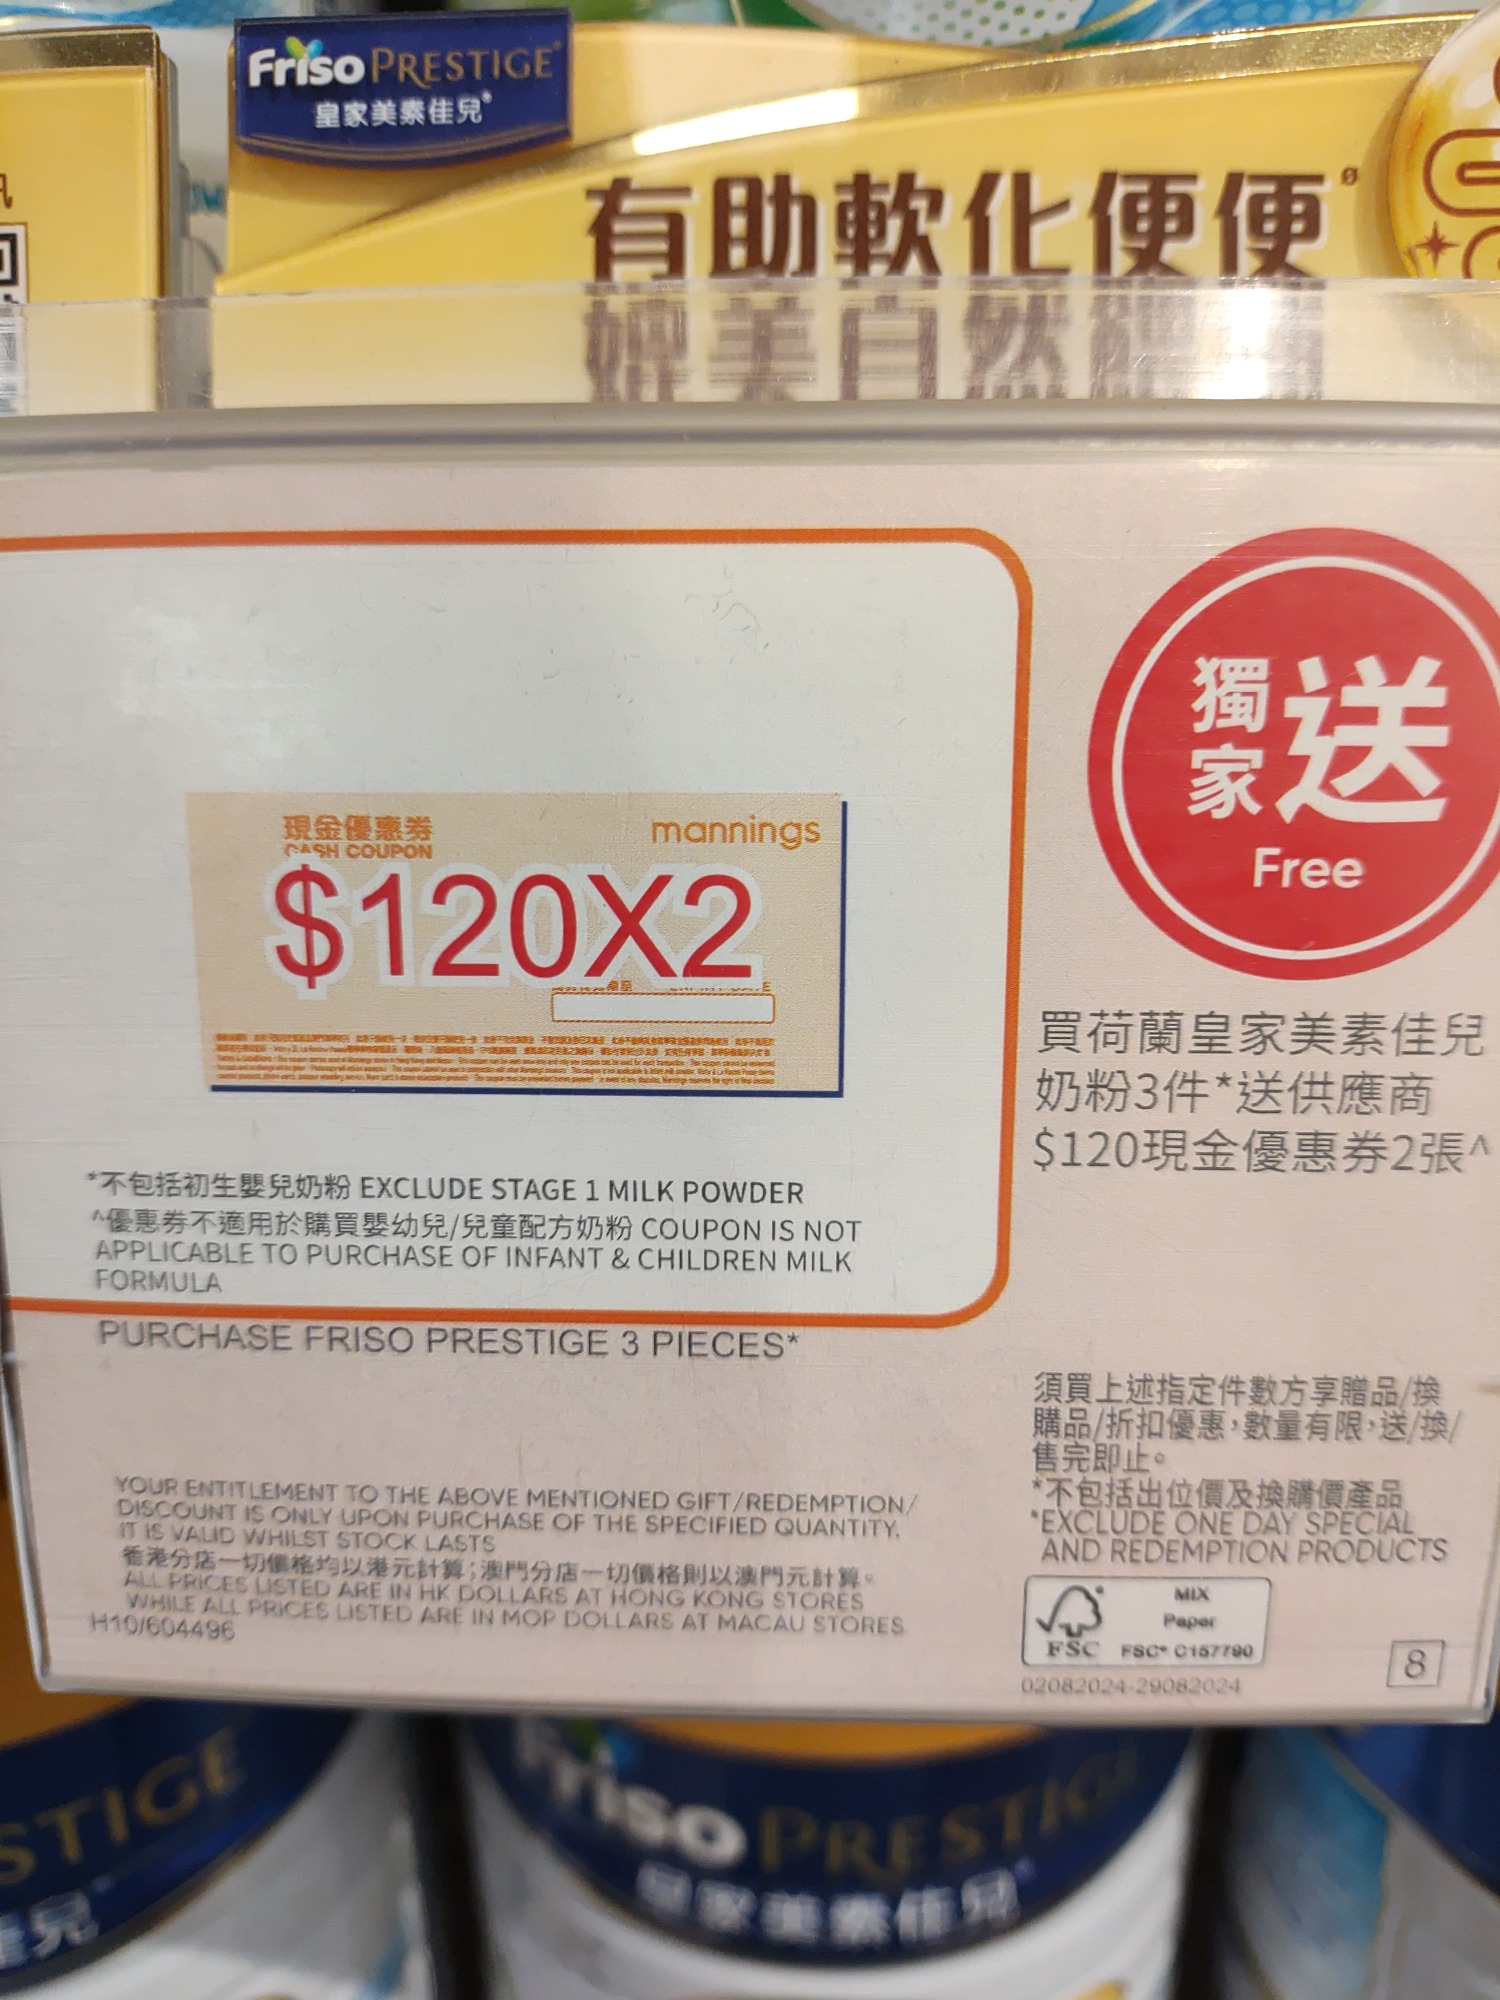 Friso PRESTIGE
皇家美素佳兒
有助軟化便便
mannings
現金優惠券
CASH COUPON
$120X2
*不包括初生嬰兒奶粉 EXCLUDE STAGE 1 MILK POWDER
^優惠券不適用於購買嬰幼兒/兒童配方奶粉 COUPON IS NOT
APPLICABLE TO PURCHASE OF INFANT & CHILDREN MILK
FORMULA
PURCHASE FRISO PRESTIGE 3 PIECES*
獨家送
Free
買荷蘭皇家美素佳兒
奶粉3件*送供應商
$120現金優惠券2張^
YOUR ENTITLEMENT TO THE ABOVE MENTIONED GIFT/REDEMPTION/
DISCOUNT IS ONLY UPON PURCHASE OF THE SPECIFIED QUANTITY.
IT IS VALID WHILST STOCK LASTS
香港分店一切價格均以港元計算;澳門分店一切價格則以澳門元計算。
ALL PRICES LISTED ARE IN HK DOLLARS AT HONG KONG STORES
WHILE ALL PRICES LISTED ARE IN MOP DOLLARS AT MACAU STORES
H10/604496
須買上述指定件數方享贈品/換
購品/折扣優惠,數量有限,送/換/
售完即止。
*不包括出位價及換購價產品
*EXCLUDE ONE DAY SPECIAL
AND REDEMPTION PRODUCTS
FSC
MIX
Paper
FSC® C157790
02082024-29082024
8
STIGE
佳兒
Friso PRESTIGE
皇家美素佳兒